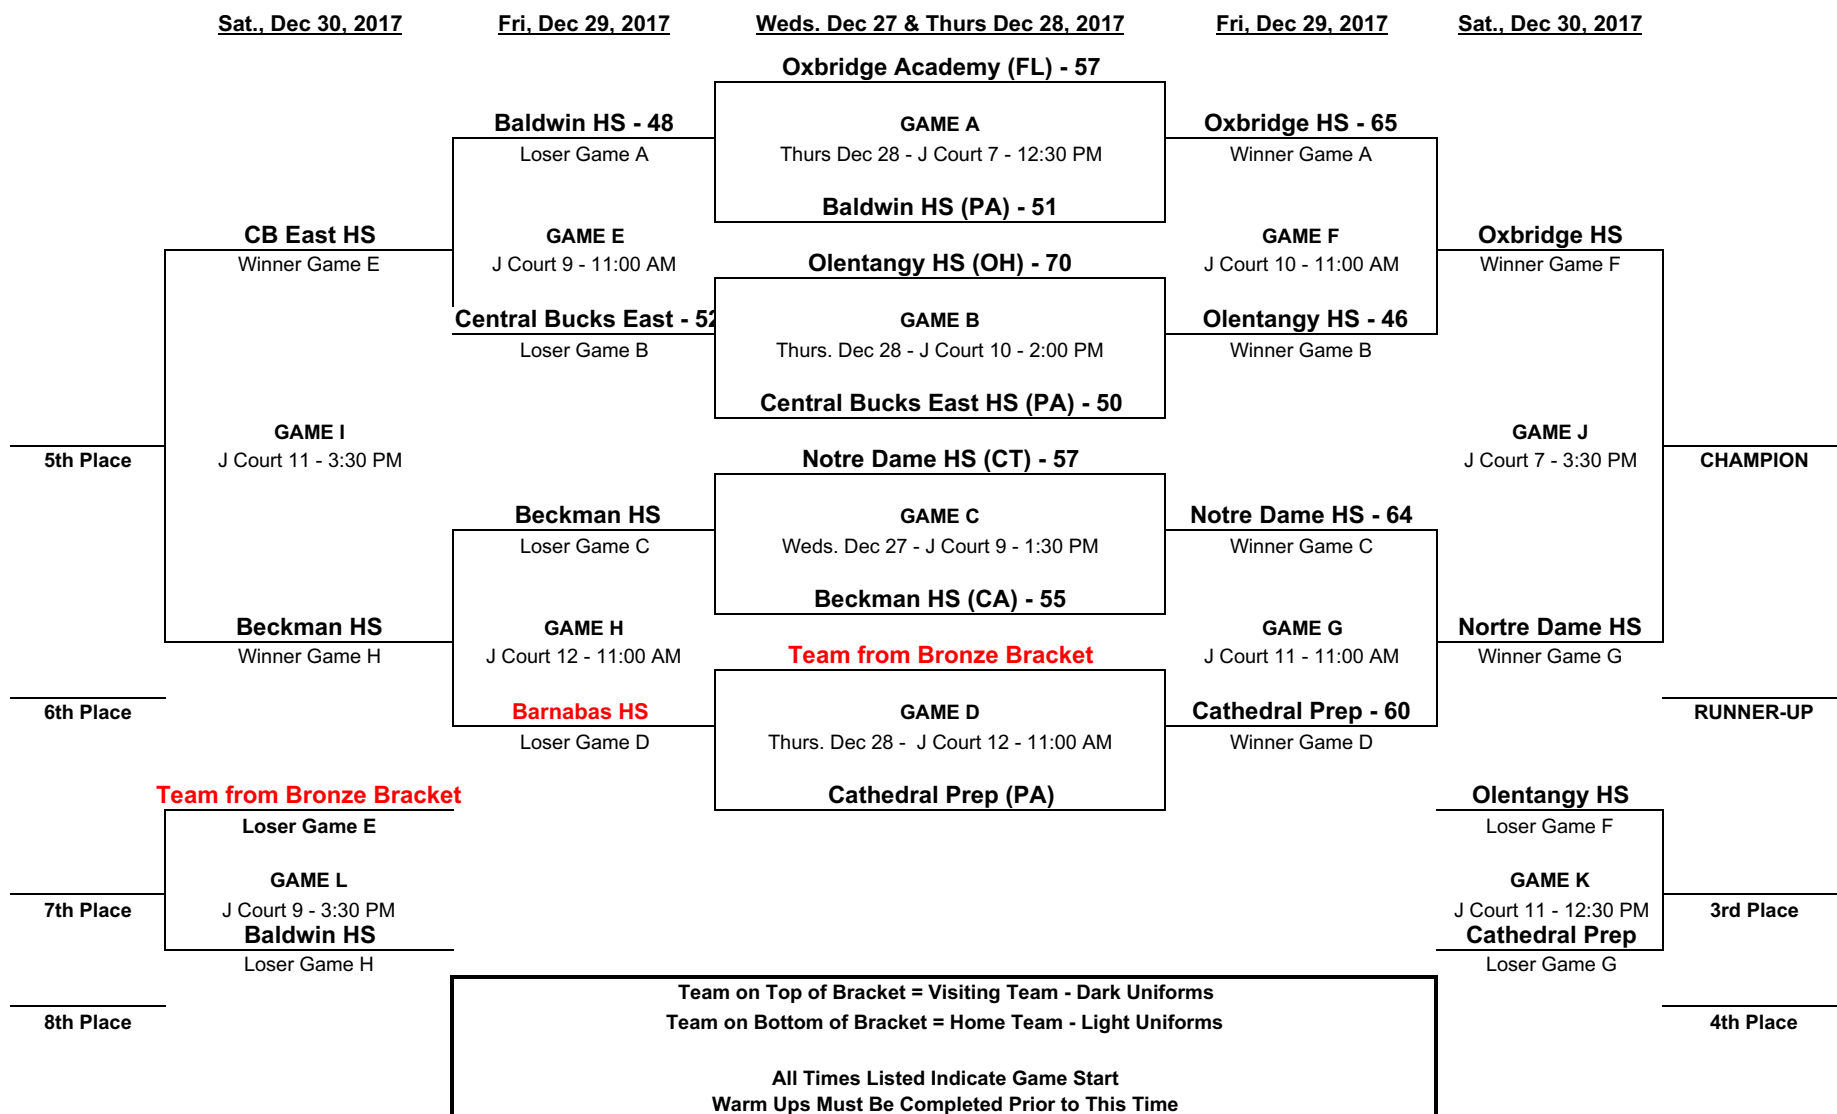 Sat., Dec 30, 2017 Fri, Dec 29, 2017 Weds. Dec 27 & Thurs Dec 28, 2017 Fri, Dec 29, 2017 Sat., Dec 30, 2017
Oxbridge Academy (FL) - 57
Baldwin HS - 48 GAME A Oxbridge HS - 65
Loser Game A Thurs Dec 28 - J Court 7 - 12:30 PM Winner Game A
Baldwin HS (PA) - 51
CB East HS GAME E GAME F Oxbridge HS
Winner Game E J Court 9 - 11:00 AM Olentangy HS (OH) - 70 J Court 10 - 11:00 AM Winner Game F
Central Bucks East - 52 GAME B Olentangy HS - 46
Loser Game B Thurs. Dec 28 - J Court 10 - 2:00 PM Winner Game B
Central Bucks East HS (PA) - 50
GAME I GAME J
5th Place J Court 11 - 3:30 PM Notre Dame HS (CT) - 57 J Court 7 - 3:30 PM CHAMPION
Beckman HS GAME C Notre Dame HS - 64
Loser Game C Weds. Dec 27 - J Court 9 - 1:30 PM Winner Game C
Beckman HS (CA) - 55
Beckman HS GAME H GAME G Nortre Dame HS
Winner Game H J Court 12 - 11:00 AM Team from Bronze Bracket J Court 11 - 11:00 AM Winner Game G
6th Place Barnabas HS GAME D Cathedral Prep - 60 RUNNER-UP
Loser Game D Thurs. Dec 28 - J Court 12 - 11:00 AM Winner Game D
Team from Bronze Bracket Cathedral Prep (PA) Olentangy HS
Loser Game E Loser Game F
GAME L GAME K
7th Place J Court 9 - 3:30 PM J Court 11 - 12:30 PM 3rd Place
Baldwin HS Cathedral Prep
Loser Game H Loser Game G
Team on Top of Bracket = Visiting Team - Dark Uniforms
8th Place Team on Bottom of Bracket = Home Team - Light Uniforms 4th Place
All Times Listed Indicate Game Start
Warm Ups Must Be Completed Prior to This Time